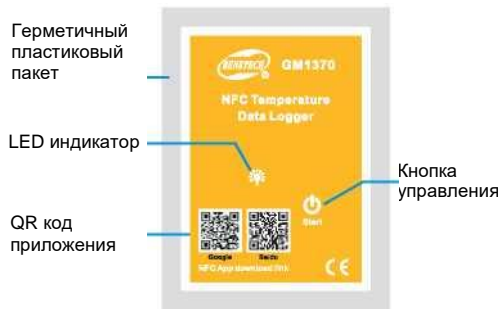 Герметичный
пластиковый
пакет
BENETECH GM1370
NFC Temperature
Data Logger
LED индикатор
Кнопка
управления
Start
QR код
приложения
Google Baidu
NFC App download link
CE